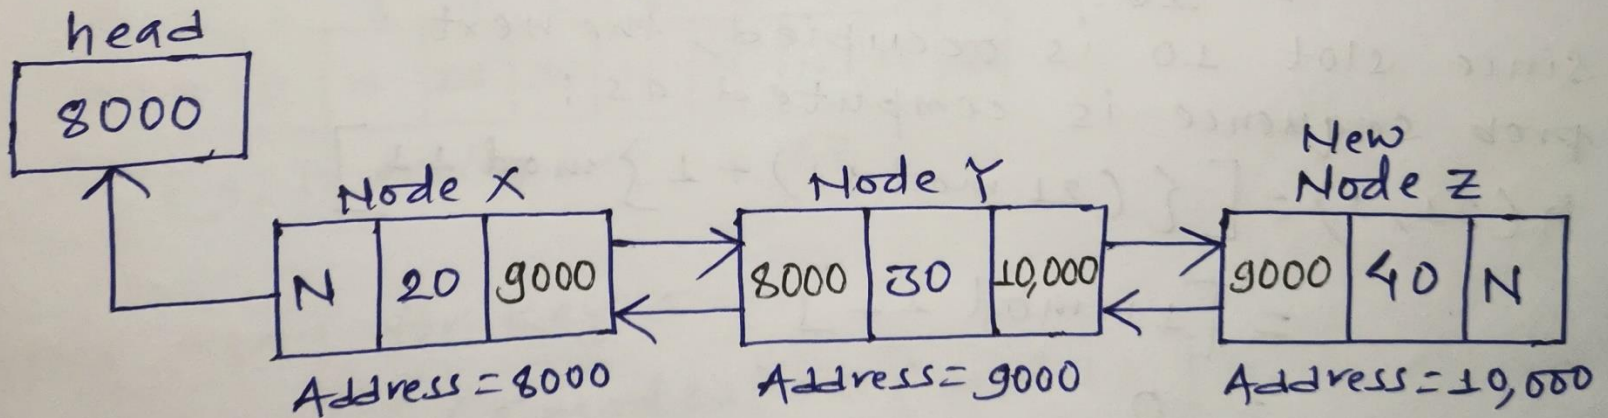 head
8000
Node X
N 20 9000
Address = 8000
Node Y
8000 30 10,000
Address = 9000
New
Node Z
9000 40 N
Address = 10,000